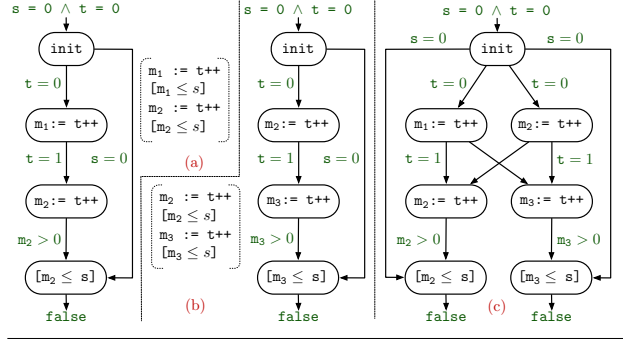 s = 0 ∧ t = 0
init
t = 0
m₁:= t++
t = 1
s = 0
m₂:= t++
m₂ > 0
[m₂ ≤ s]
false
m₁ := t++
[m₁ ≤ s]
m₂ := t++
[m₂ ≤ s]
(a)
m₂ := t++
[m₂ ≤ s]
m₃ := t++
[m₃ ≤ s]
(b)
s = 0 ∧ t = 0
init
t = 0
m₂:= t++
t = 1
s = 0
m₃:= t++
m₃ > 0
[m₃ ≤ s]
false
s = 0 ∧ t = 0
s = 0
init
s = 0
t = 0
t = 0
m₁:= t++
m₂:= t++
t = 1
t = 1
m₂:= t++
m₃:= t++
m₂ > 0
m₃ > 0
[m₂ ≤ s]
[m₃ ≤ s]
(c)
false
false